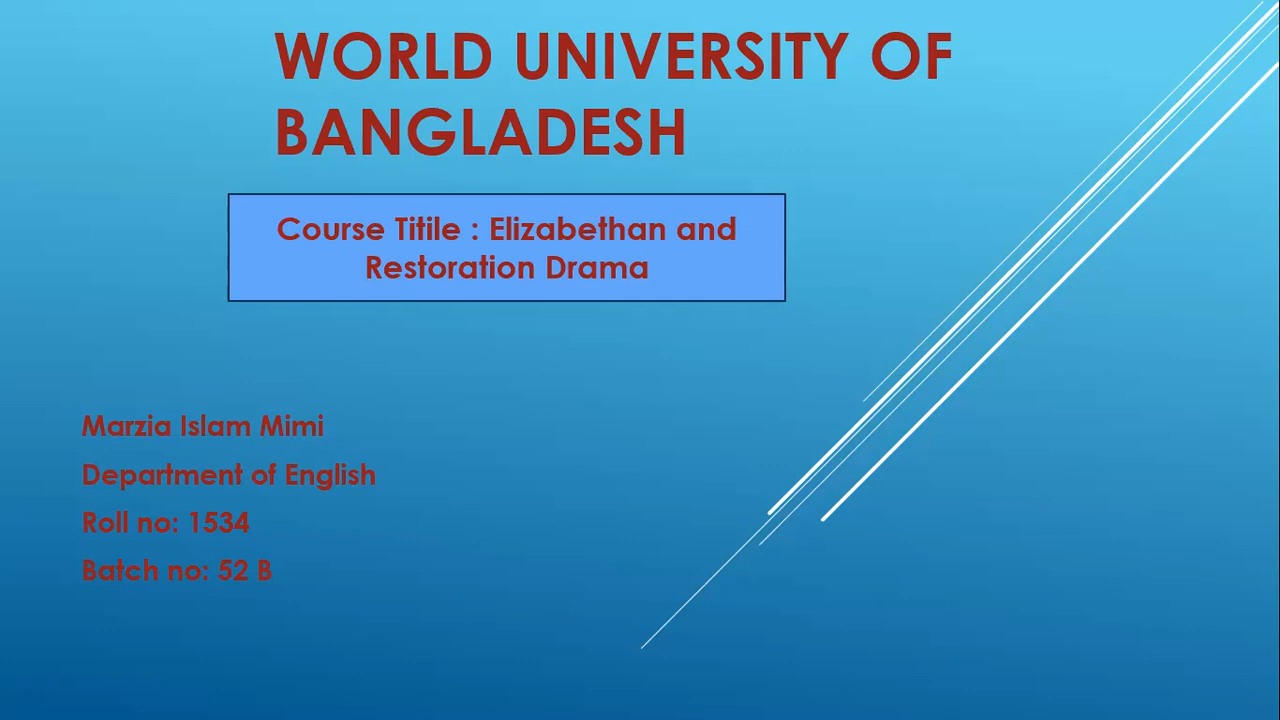 WORLD UNIVERSITY OF
BANGLADESH
Course Titile : Elizabethan and
Restoration Drama
Marzia Islam Mimi
Department of English
Roll no: 1534
Batch no: 52 B